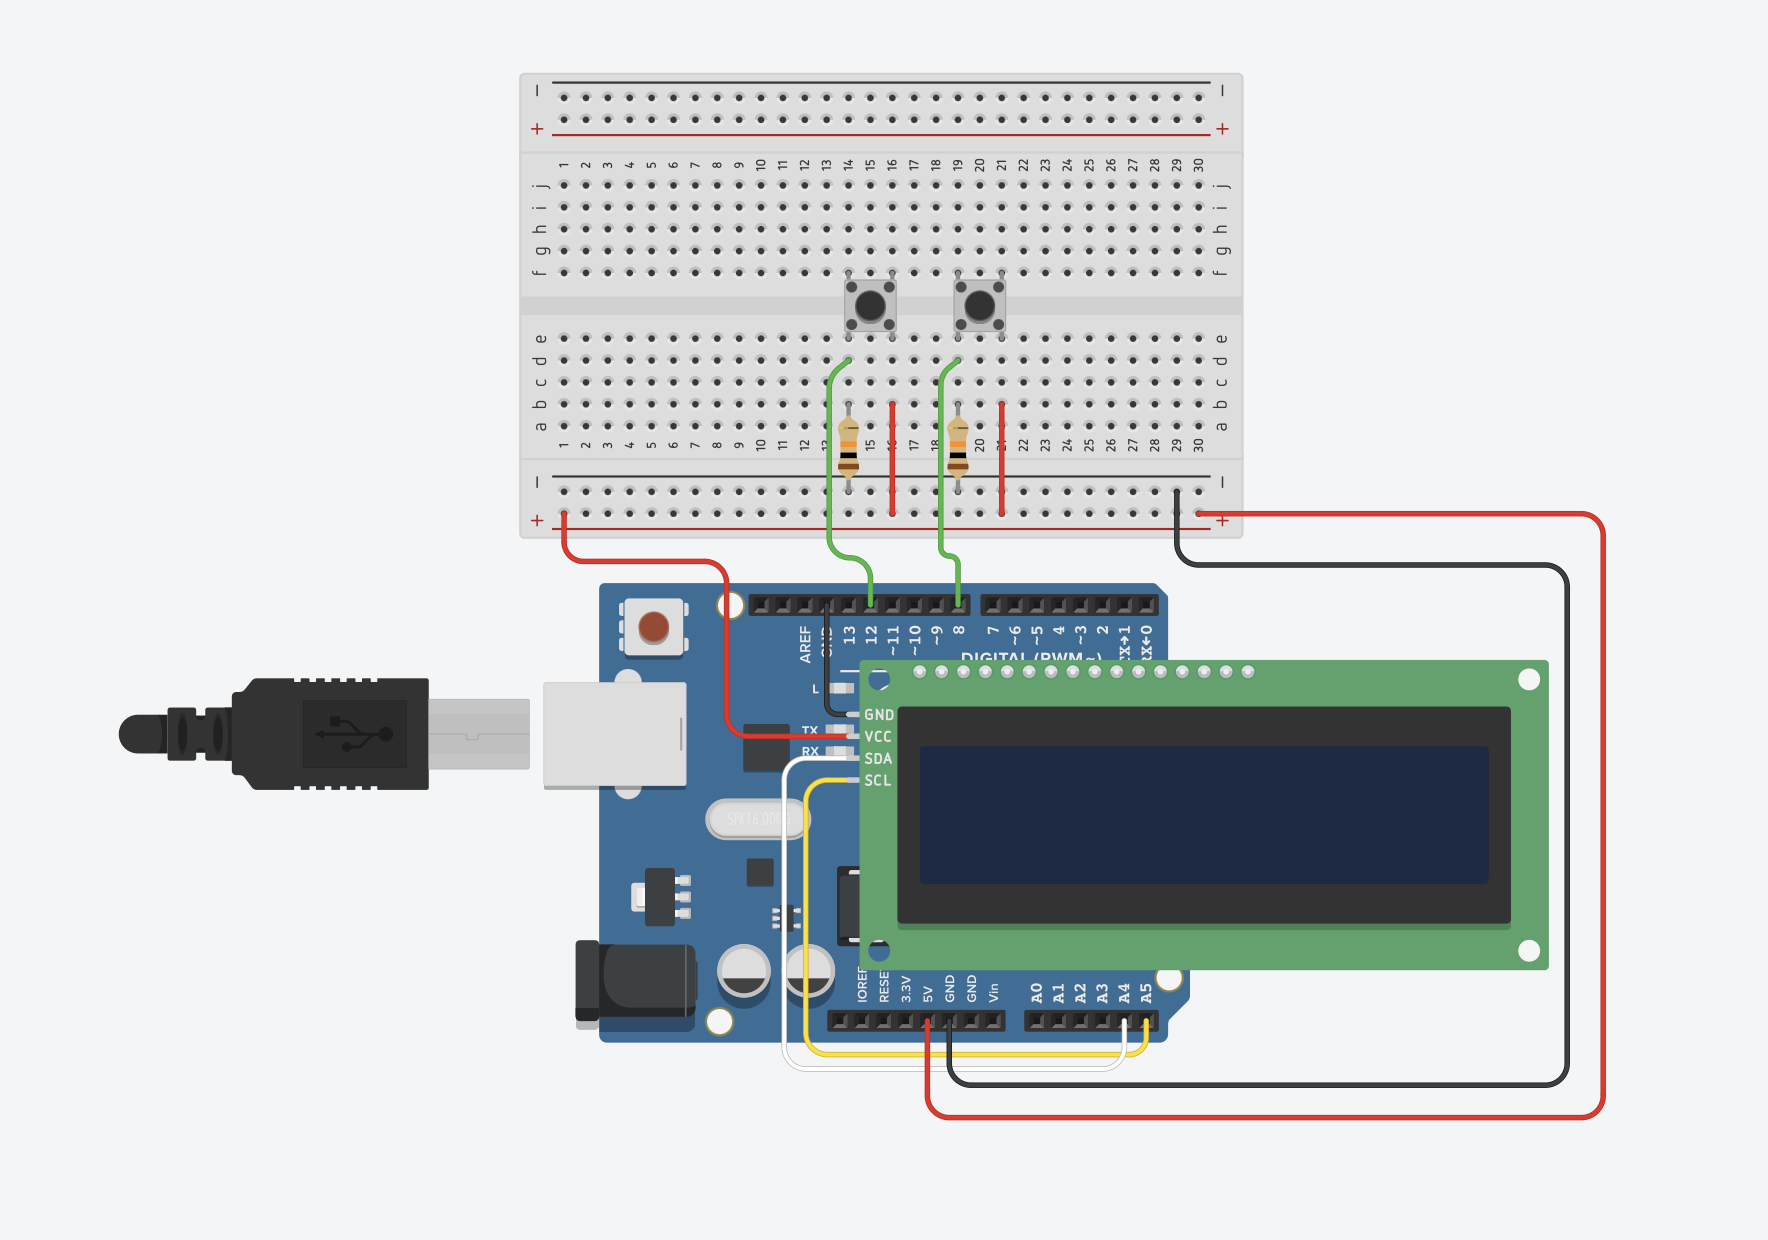 − −
+ +
1 2 3 4 5 6 7 8 9 10 11 12 13 14 15 16 17 18 19 20 21 22 23 24 25 26 27 28 29 30
j j
i i
h h
g g
f f
e e
d d
c c
b b
a a
1 2 3 4 5 6 7 8 9 10 11 12 13 15 16 17 18 20 21 22 23 24 25 26 27 28 29 30
− −
+ +
AREF GND 13 12 ~11 ~10 ~9 8 7 ~6 ~5 4 ~3 2 TX→1 RX←0
DIGITAL (PWM~)
L
GND
TX VCC
RX SDA
SCL
IOREF RESET 3.3V 5V GND GND Vin A0 A1 A2 A3 A4 A5